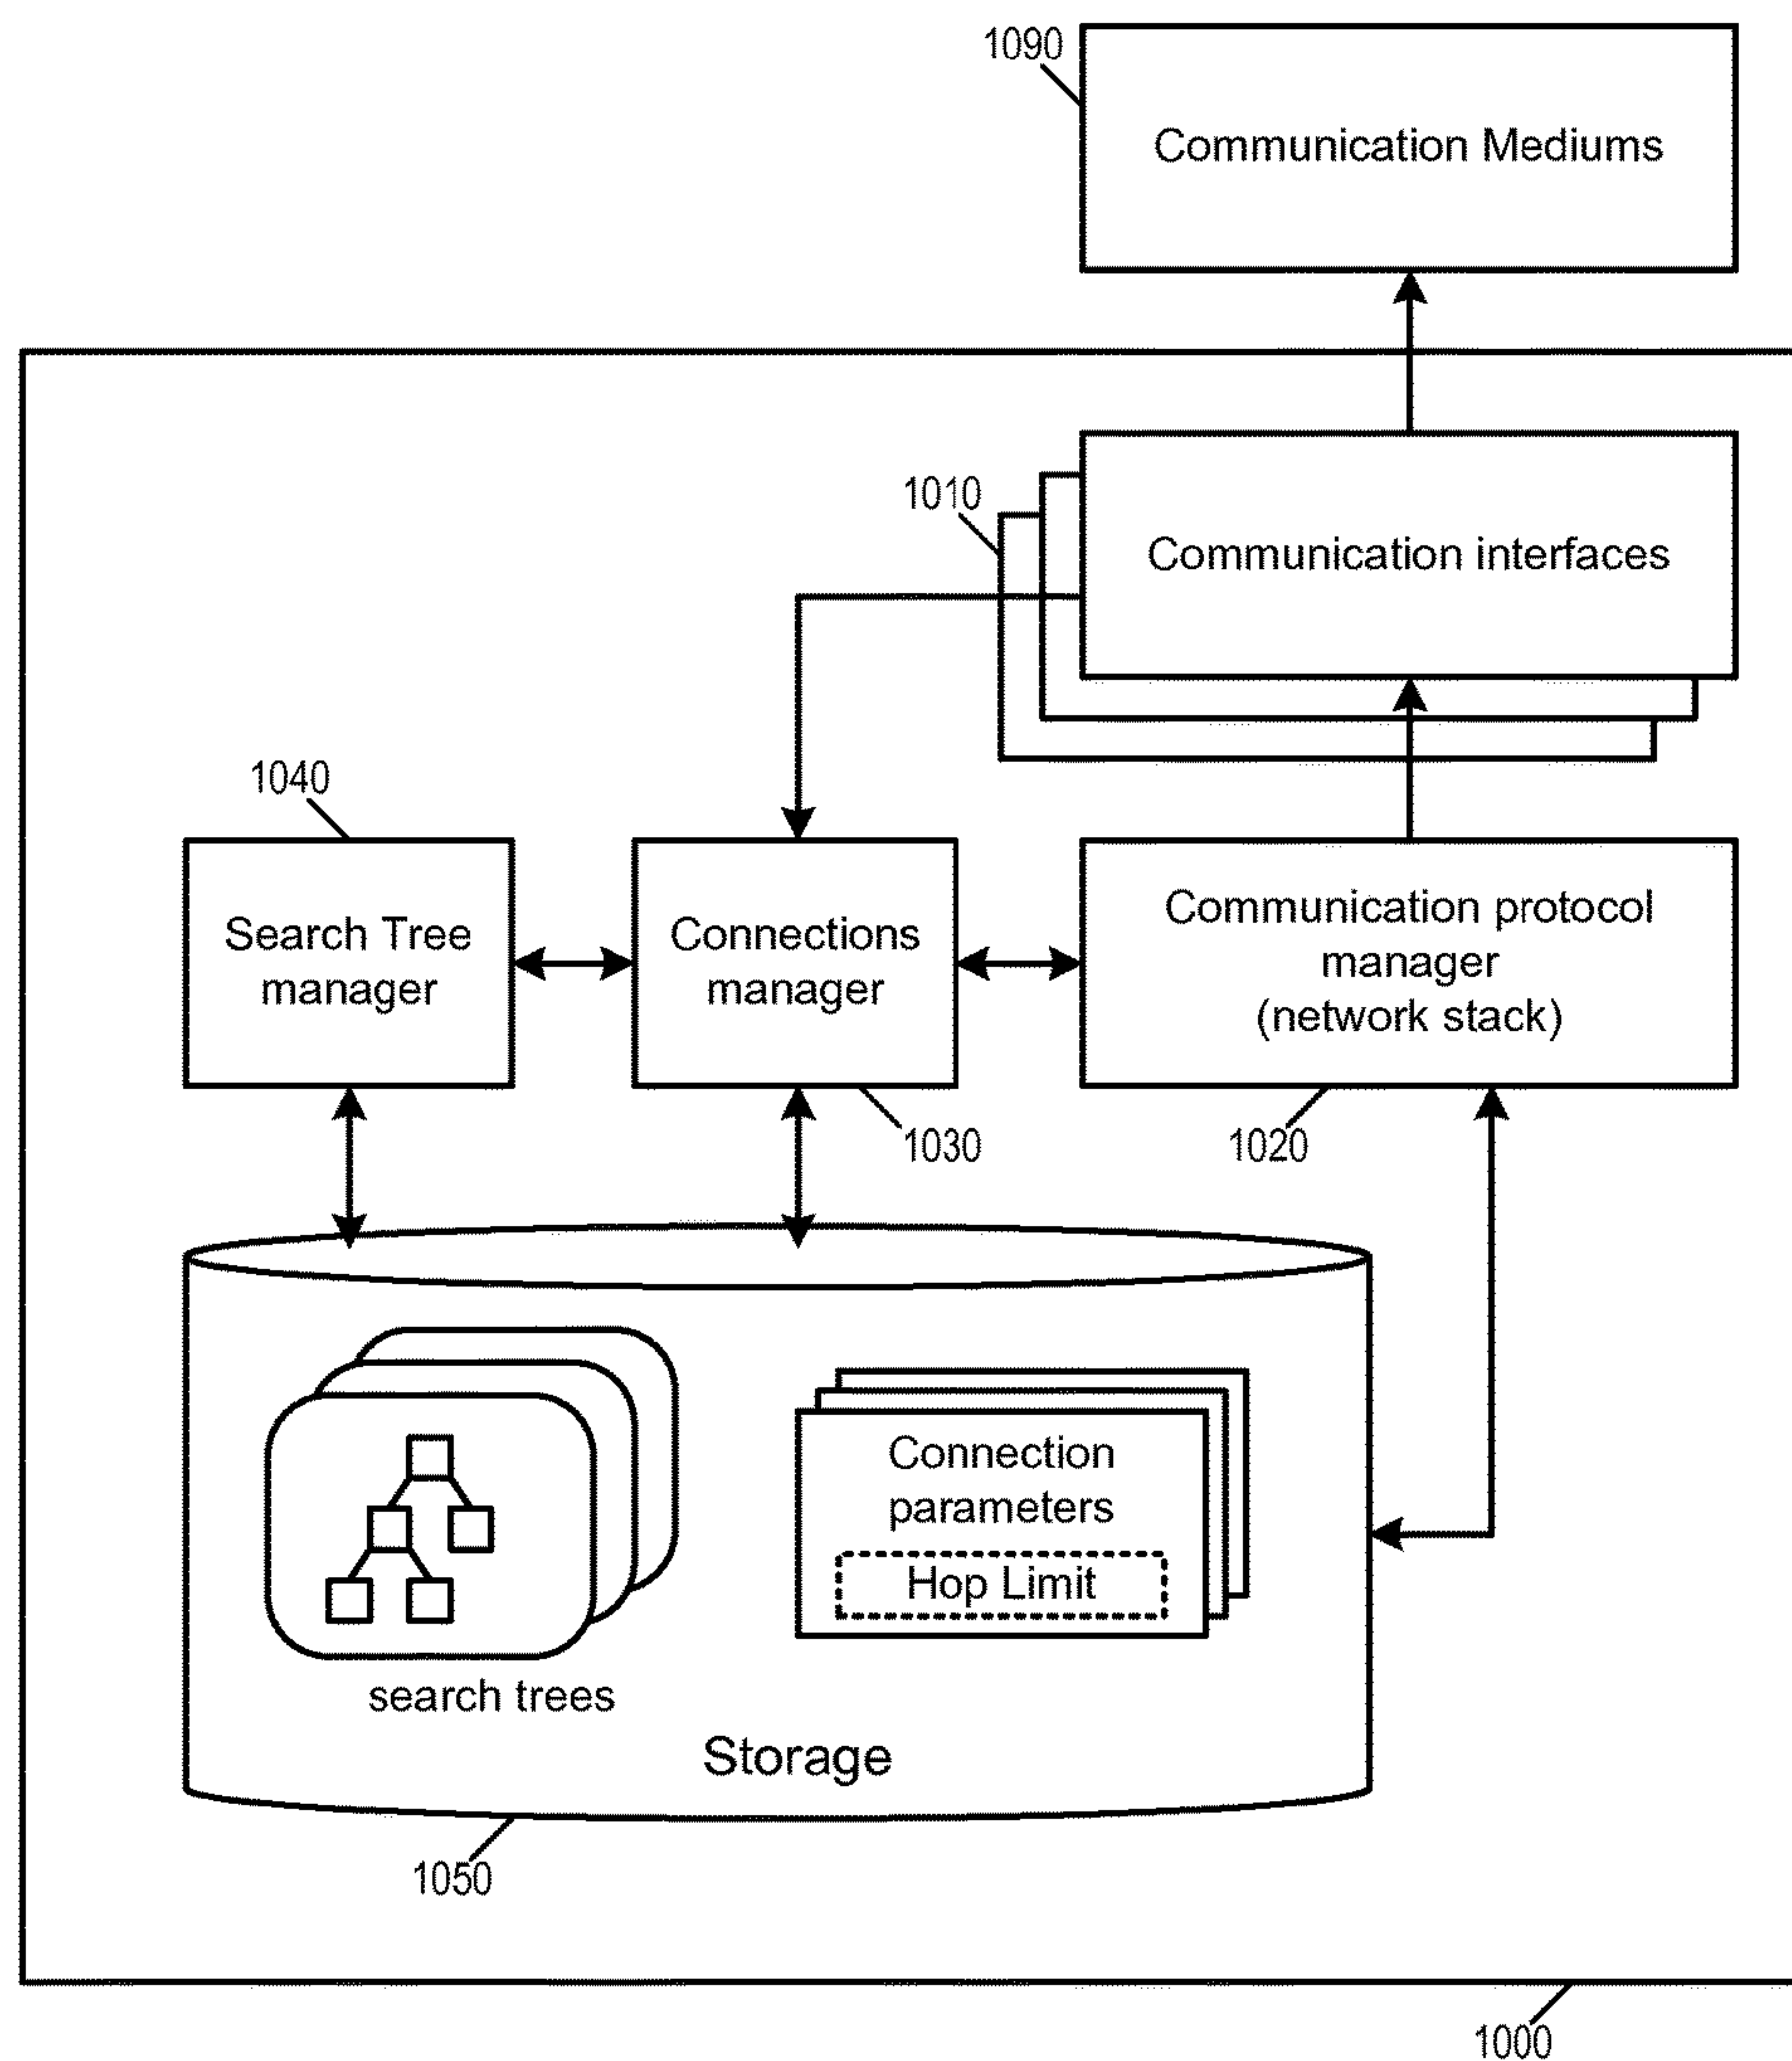 1090
Communication Mediums
1010
Communication interfaces
1040
Search Tree
manager
Connections
manager
Communication protocol
manager
(network stack)
1030
1020
Connection
parameters
Hop Limit
search trees
Storage
1050
1000